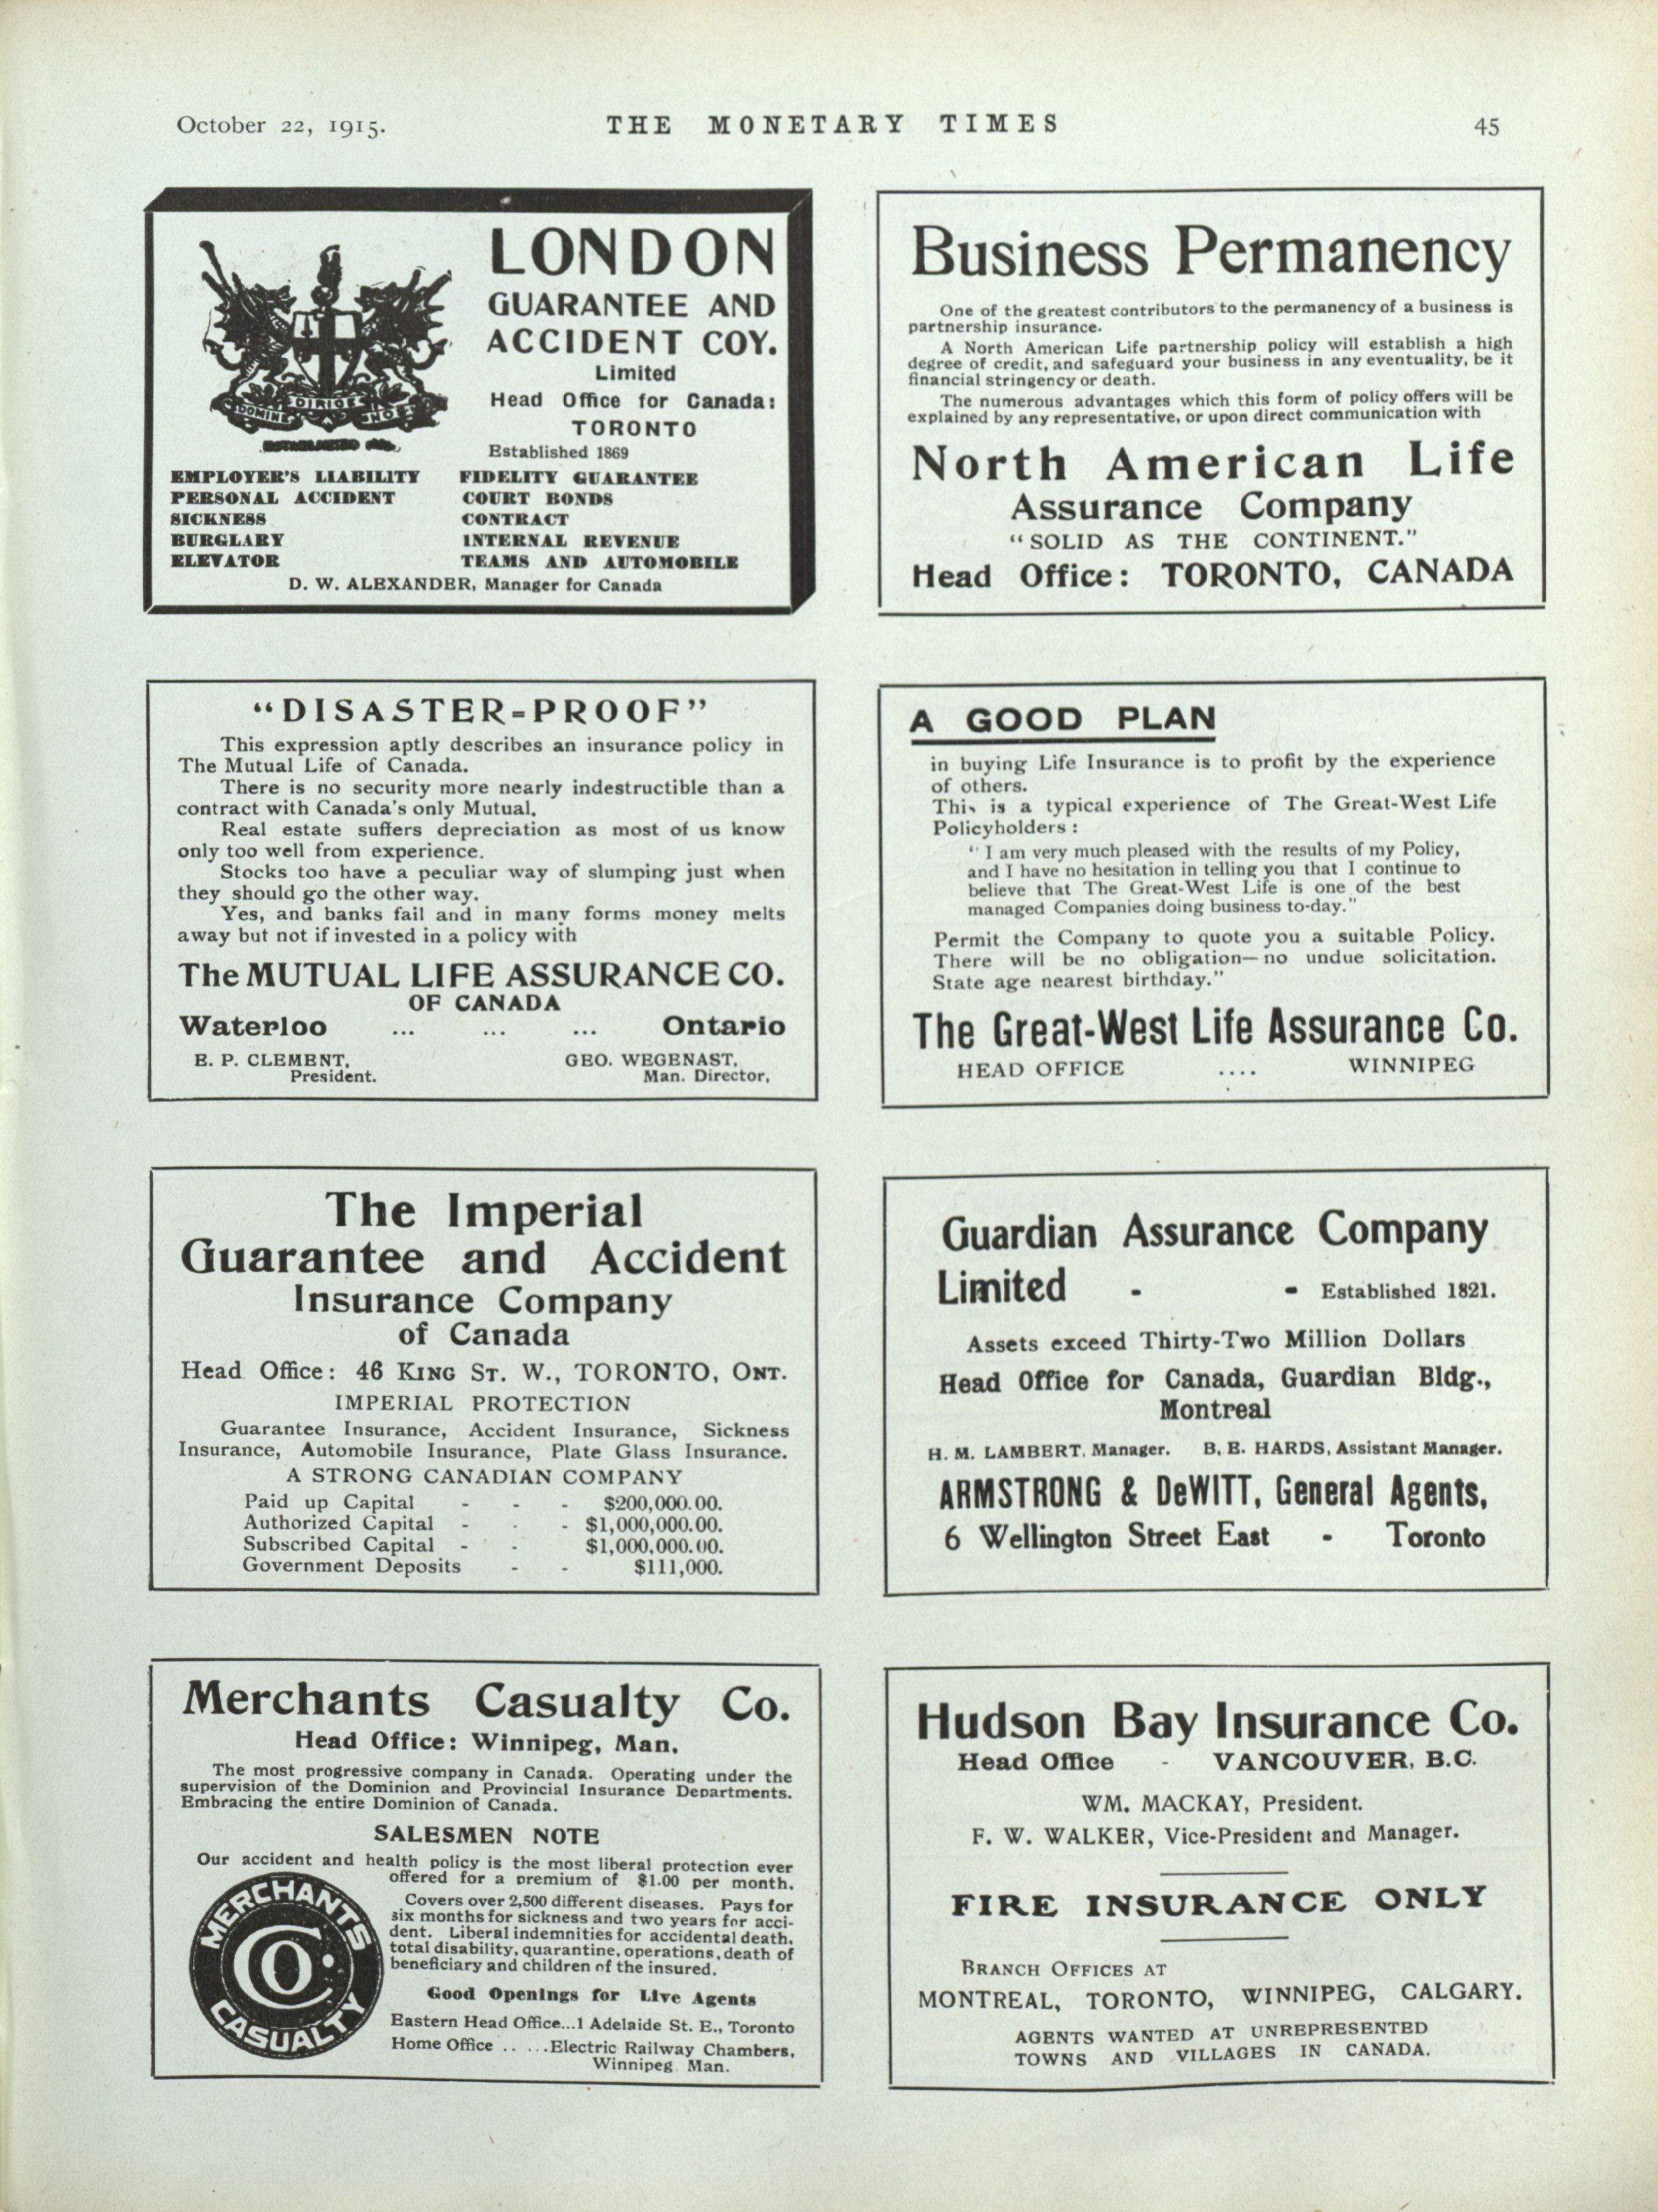 October 22, 1915.
THE MONETARY TIMES
45
LONDON
GUARANTEE AND
ACCIDENT COY.
Limited
Head Office for Canada:
TORONTO
Established 1869
DOMINE DIRIGE NOS
EMPLOYER'S LIABILITY
PERSONAL ACCIDENT
SICKNESS
BURGLARY
ELEVATOR
FIDELITY GUARANTEE
COURT BONDS
CONTRACT
INTERNAL REVENUE
TEAMS AND AUTOMOBILE
D. W. ALEXANDER, Manager for Canada
Business Permanency
One of the greatest contributors to the permanency of a business is
partnership insurance.
A North American Life partnership policy will establish a high
degree of credit, and safeguard your business in any eventuality, be it
financial stringency or death.
The numerous advantages which this form of policy offers will be
explained by any representative, or upon direct communication with
North American Life
Assurance Company
"SOLID AS THE CONTINENT."
Head Office: TORONTO, CANADA
"DISASTER-PROOF"
This expression aptly describes an insurance policy in
The Mutual Life of Canada.
There is no security more nearly indestructible than a
contract with Canada's only Mutual.
Real estate suffers depreciation as most of us know
only too well from experience.
Stocks too have a peculiar way of slumping just when
they should go the other way.
Yes, and banks fail and in many forms money melts
away but not if invested in a policy with
The MUTUAL LIFE ASSURANCE CO.
OF CANADA
Waterloo ... ... ... Ontario
E. P. CLEMENT, GEO. WEGENAST,
President. Man. Director,
A GOOD PLAN
in buying Life Insurance is to profit by the experience
of others.
This is a typical experience of The Great-West Life
Policyholders :
" I am very much pleased with the results of my Policy,
and I have no hesitation in telling you that I continue to
believe that The Great-West Life is one of the best
managed Companies doing business to-day."
Permit the Company to quote you a suitable Policy.
There will be no obligation—no undue solicitation.
State age nearest birthday."
The Great-West Life Assurance Co.
HEAD OFFICE .... WINNIPEG
The Imperial
Guarantee and Accident
Insurance Company
of Canada
Head Office: 46 KING ST. W., TORONTO, ONT.
IMPERIAL PROTECTION
Guarantee Insurance, Accident Insurance, Sickness
Insurance, Automobile Insurance, Plate Glass Insurance.
A STRONG CANADIAN COMPANY
Paid up Capital - - - $200,000.00.
Authorized Capital - - - $1,000,000.00.
Subscribed Capital - - $1,000,000.00.
Government Deposits - - $111,000.
Guardian Assurance Company
Limited - - Established 1821.
Assets exceed Thirty-Two Million Dollars
Head Office for Canada, Guardian Bldg.,
Montreal
H. M. LAMBERT, Manager. B. E. HARDS, Assistant Manager.
ARMSTRONG & DeWITT, General Agents,
6 Wellington Street East - Toronto
Merchants Casualty Co.
Head Office: Winnipeg, Man.
The most progressive company in Canada. Operating under the
supervision of the Dominion and Provincial Insurance Departments.
Embracing the entire Dominion of Canada.
SALESMEN NOTE
Our accident and health policy is the most liberal protection ever
offered for a premium of $1.00 per month.
Covers over 2,500 different diseases. Pays for
six months for sickness and two years for acci-
dent. Liberal indemnities for accidental death,
total disability, quarantine, operations, death of
beneficiary and children of the insured.
Good Openings for Live Agents
Eastern Head Office...1 Adelaide St. E., Toronto
Home Office .. ...Electric Railway Chambers,
Winnipeg Man.
MERCHANTS
CO.
CASUALTY
Hudson Bay Insurance Co.
Head Office - VANCOUVER, B.C.
WM. MACKAY, President.
F. W. WALKER, Vice-President and Manager.
FIRE INSURANCE ONLY
BRANCH OFFICES AT
MONTREAL, TORONTO, WINNIPEG, CALGARY.
AGENTS WANTED AT UNREPRESENTED
TOWNS AND VILLAGES IN CANADA.